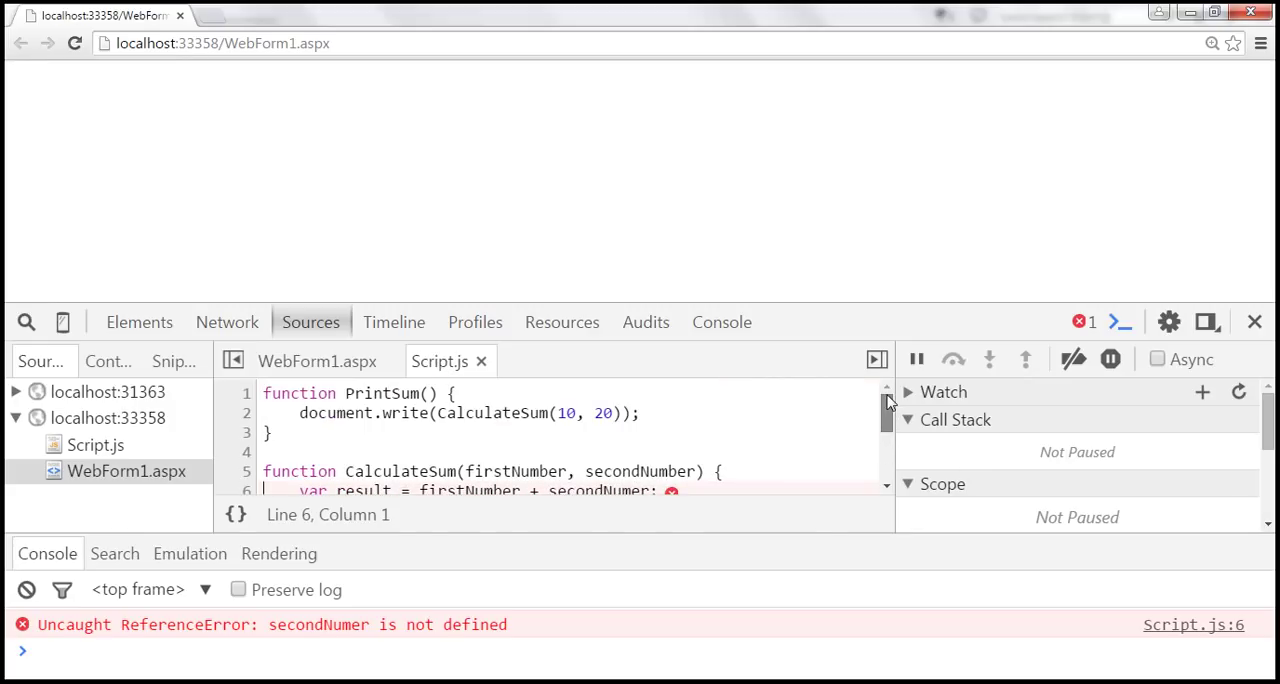 localhost:33358/WebForm
localhost:33358/WebForm1.aspx
Elements Network Sources Timeline Profiles Resources Audits Console 1
Sour... Cont... Snip... WebForm1.aspx Script.js Async
localhost:31363
localhost:33358
Script.js
WebForm1.aspx
1 function PrintSum() {
2 document.write(CalculateSum(10, 20));
3 }
4
5 function CalculateSum(firstNumber, secondNumber) {
6 var result = firstNumber + secondNumer;
{} Line 6, Column 1
Watch
Call Stack
Not Paused
Scope
Not Paused
Console Search Emulation Rendering
<top frame> Preserve log
Uncaught ReferenceError: secondNumer is not defined Script.js:6